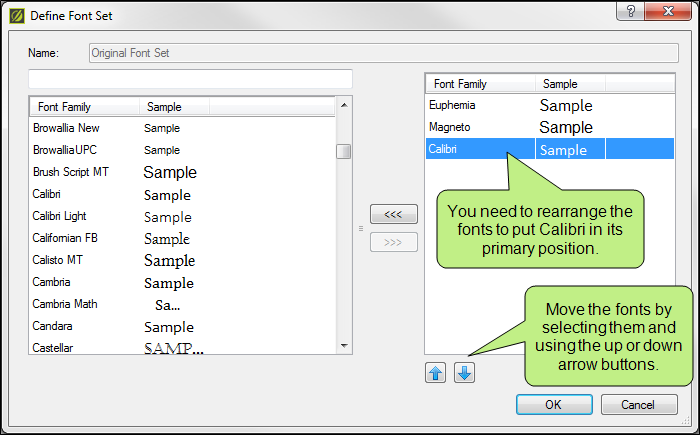 Define Font Set
?
Name: Original Font Set
Font Family Sample
Browallia New Sample
BrowalliaUPC Sample
Brush Script MT Sample
Calibri Sample
Calibri Light Sample
Californian FB Sample
Calisto MT Sample
Cambria Sample
Cambria Math Sa...
Candara Sample
Castellar SAMP...
<<<
>>>
Font Family Sample
Euphemia Sample
Magneto Sample
Calibri Sample
You need to rearrange the
fonts to put Calibri in its
primary position.
Move the fonts by
selecting them and
using the up or down
arrow buttons.
OK Cancel